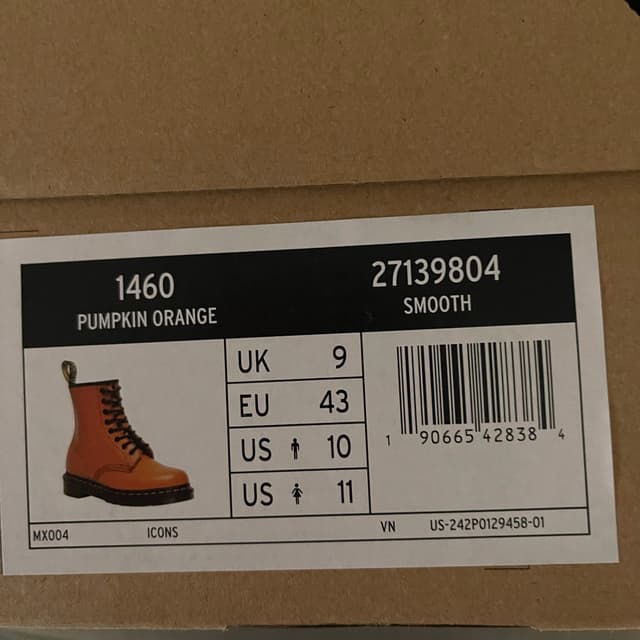 1460
PUMPKIN ORANGE
27139804
SMOOTH
UK 9
EU 43
US 10
US 11
1 90665 42838 4
MX004 ICONS VN US-242P0129458-01